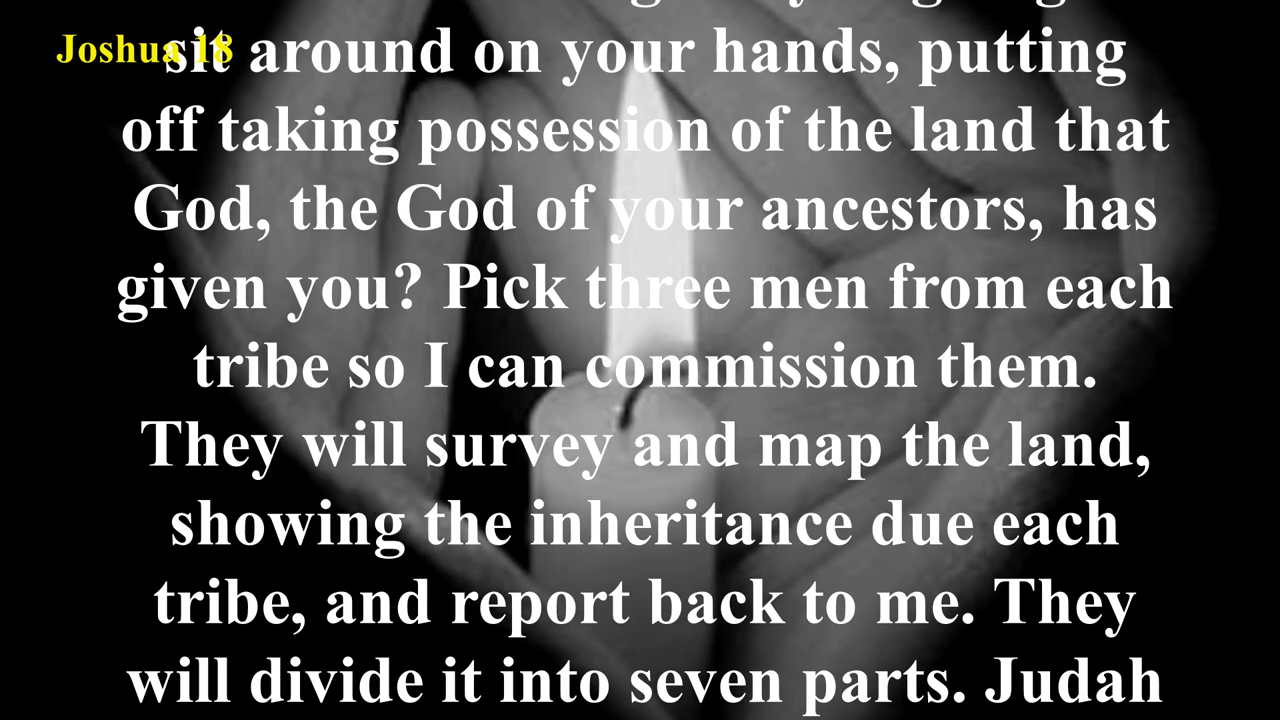 Joshua 18
sit around on your hands, putting
off taking possession of the land that
God, the God of your ancestors, has
given you? Pick three men from each
tribe so I can commission them.
They will survey and map the land,
showing the inheritance due each
tribe, and report back to me. They
will divide it into seven parts. Judah